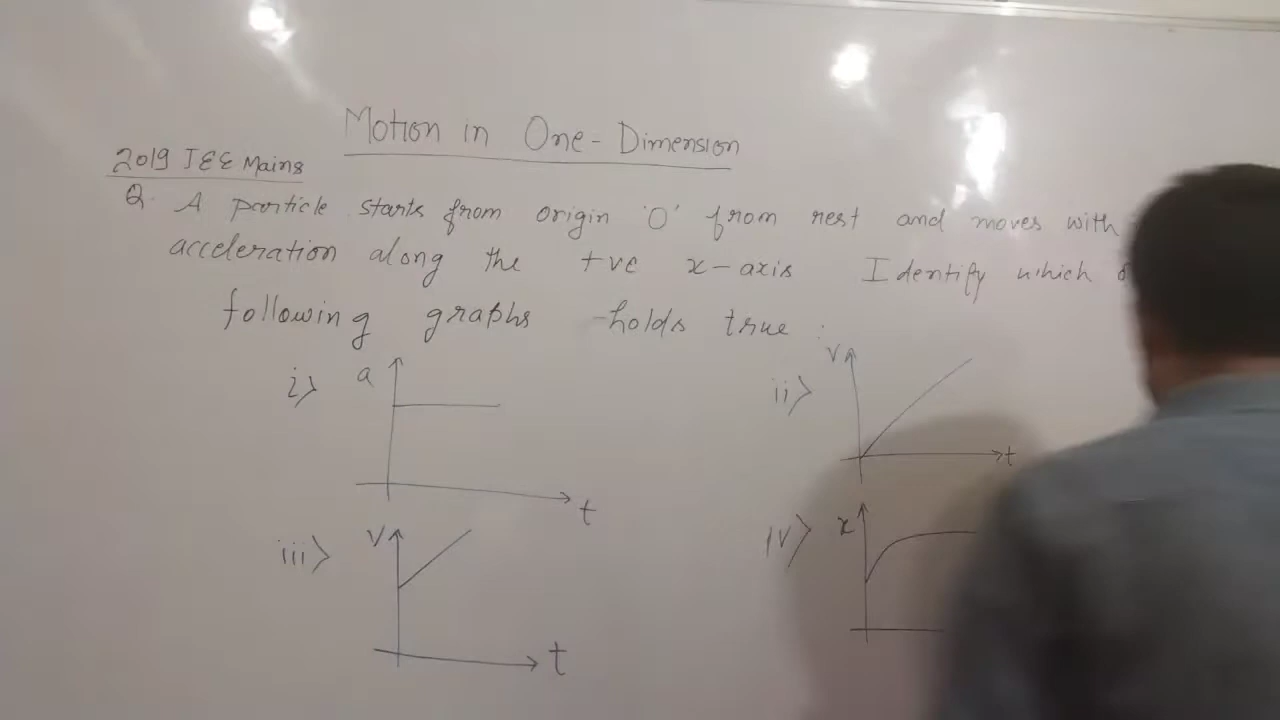 Motion in One-Dimension
2019 JEE Mains
Q. A particle starts from origin 'O' from rest and moves with
acceleration along the +ve x-axis Identify which
following graphs -holds true :
i> a
t
ii> v
t
iii> v
t
iv> x